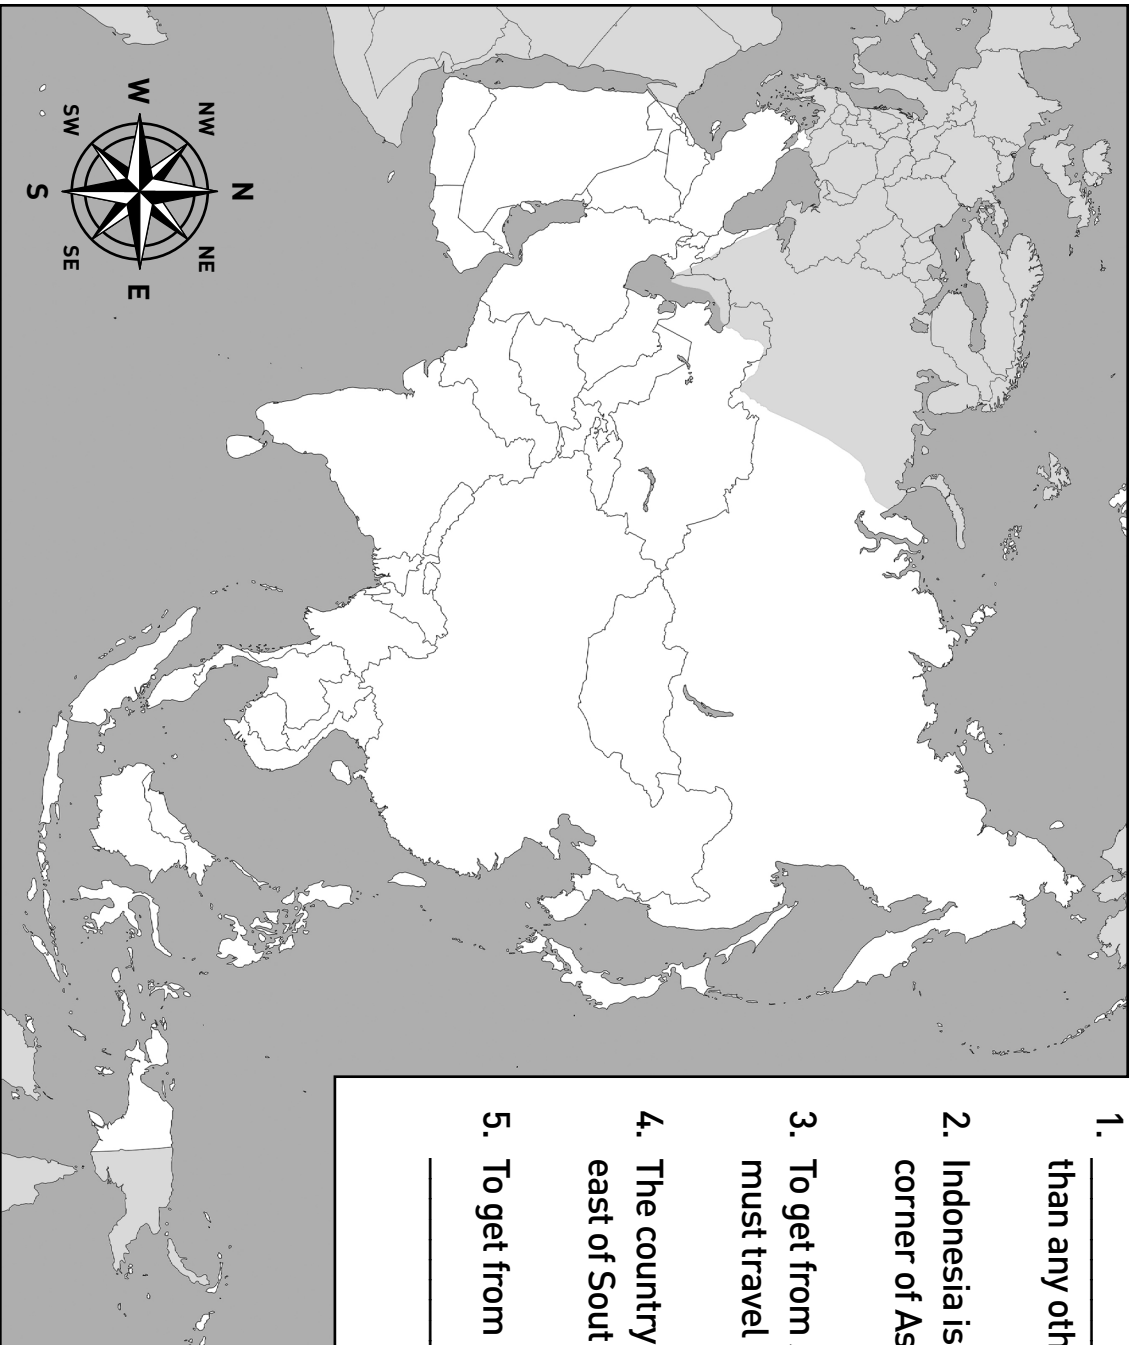 N
NW
NE
W
E
SW
SE
S
1.
than any oth
2. Indonesia is
corner of As
3. To get from
must travel
4. The country
east of Sout
5. To get from